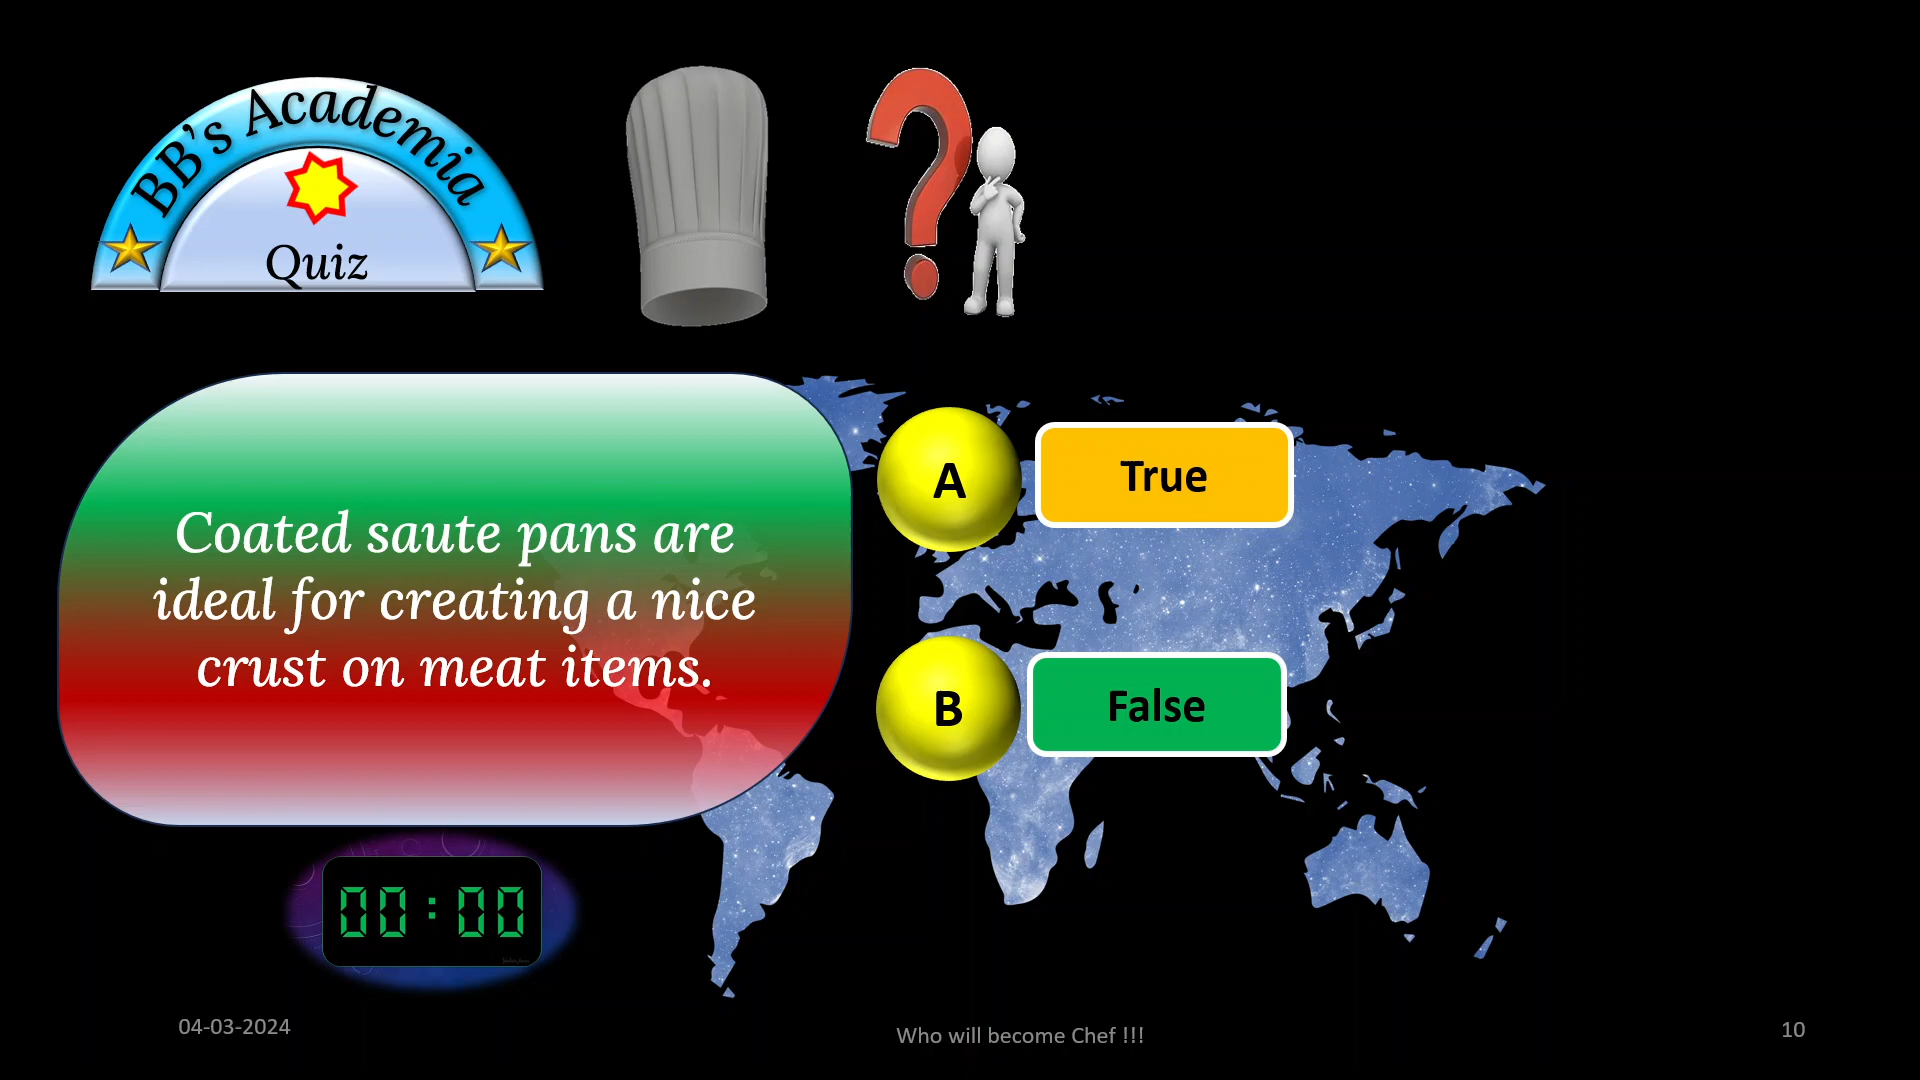 BB's Academia
Quiz
Coated saute pans are
ideal for creating a nice
crust on meat items.
A
True
B
False
00:00
04-03-2024
Who will become Chef !!!
10